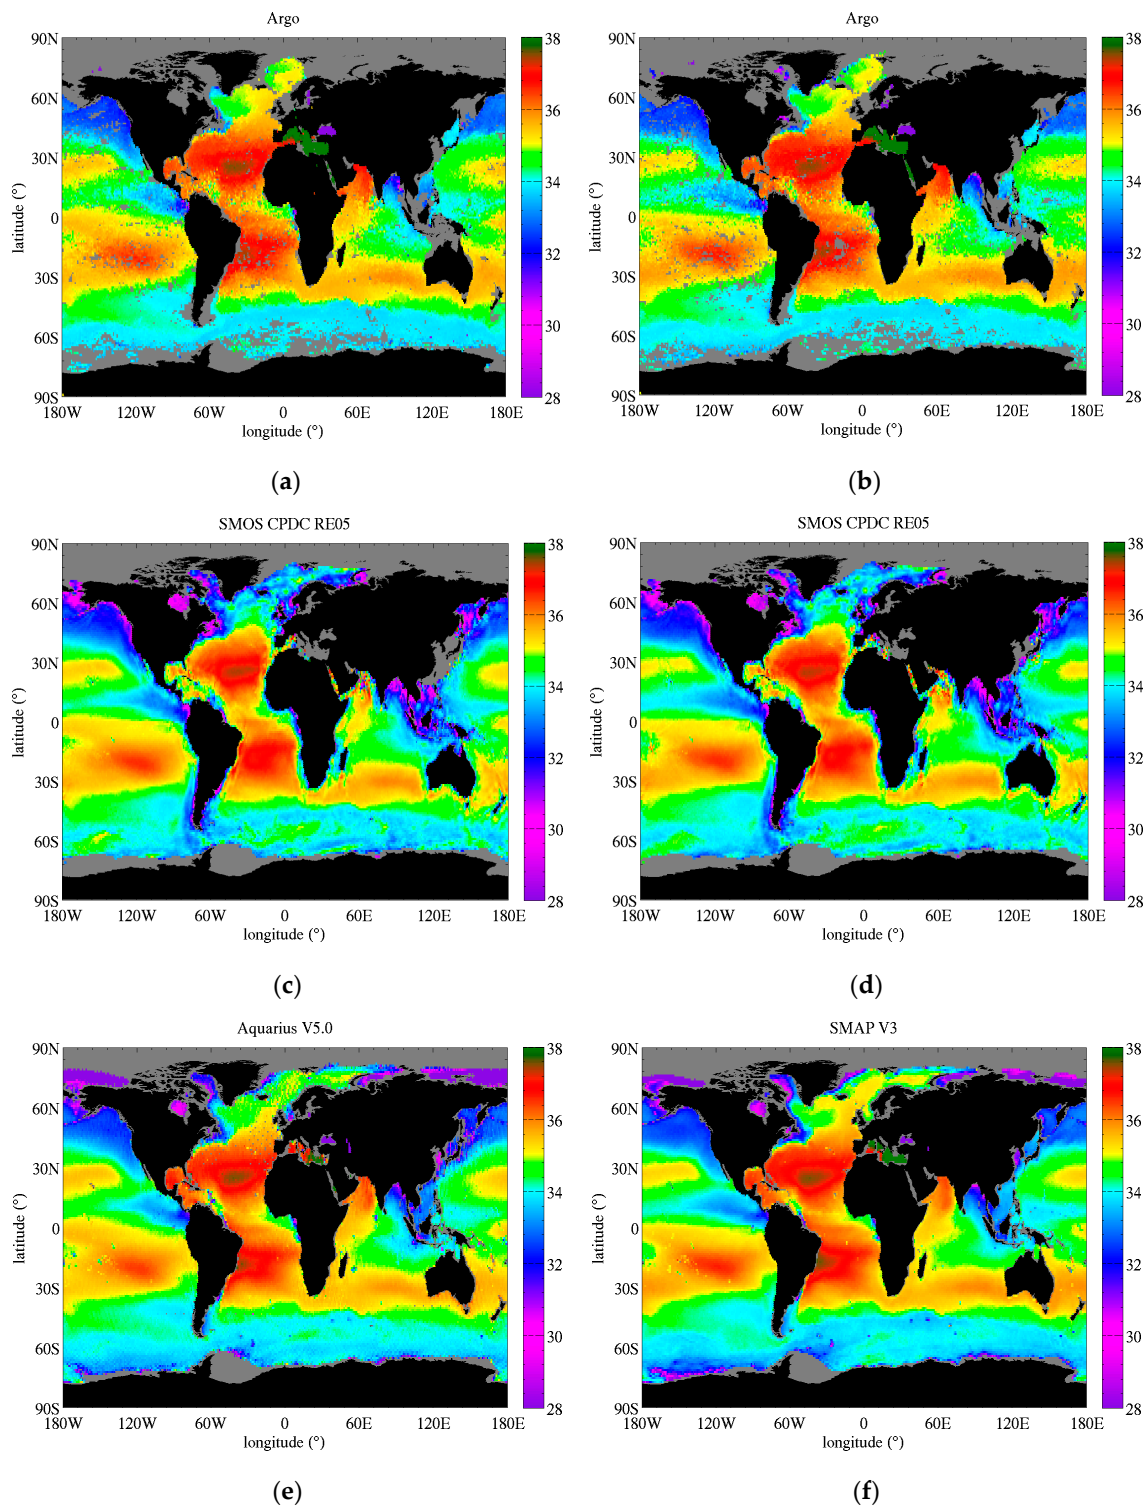 Argo
90N
60N
30N
0
30S
60S
90S
latitude (°)
180W 120W 60W 0 60E 120E 180E
longitude (°)
38
36
34
32
30
28
(a)
Argo
90N
60N
30N
0
30S
60S
90S
latitude (°)
180W 120W 60W 0 60E 120E 180E
longitude (°)
38
36
34
32
30
28
(b)
SMOS CPDC RE05
90N
60N
30N
0
30S
60S
90S
latitude (°)
180W 120W 60W 0 60E 120E 180E
longitude (°)
38
36
34
32
30
28
(c)
SMOS CPDC RE05
90N
60N
30N
0
30S
60S
90S
latitude (°)
180W 120W 60W 0 60E 120E 180E
longitude (°)
38
36
34
32
30
28
(d)
Aquarius V5.0
90N
60N
30N
0
30S
60S
90S
latitude (°)
180W 120W 60W 0 60E 120E 180E
longitude (°)
38
36
34
32
30
28
(e)
SMAP V3
90N
60N
30N
0
30S
60S
90S
latitude (°)
180W 120W 60W 0 60E 120E 180E
longitude (°)
38
36
34
32
30
28
(f)